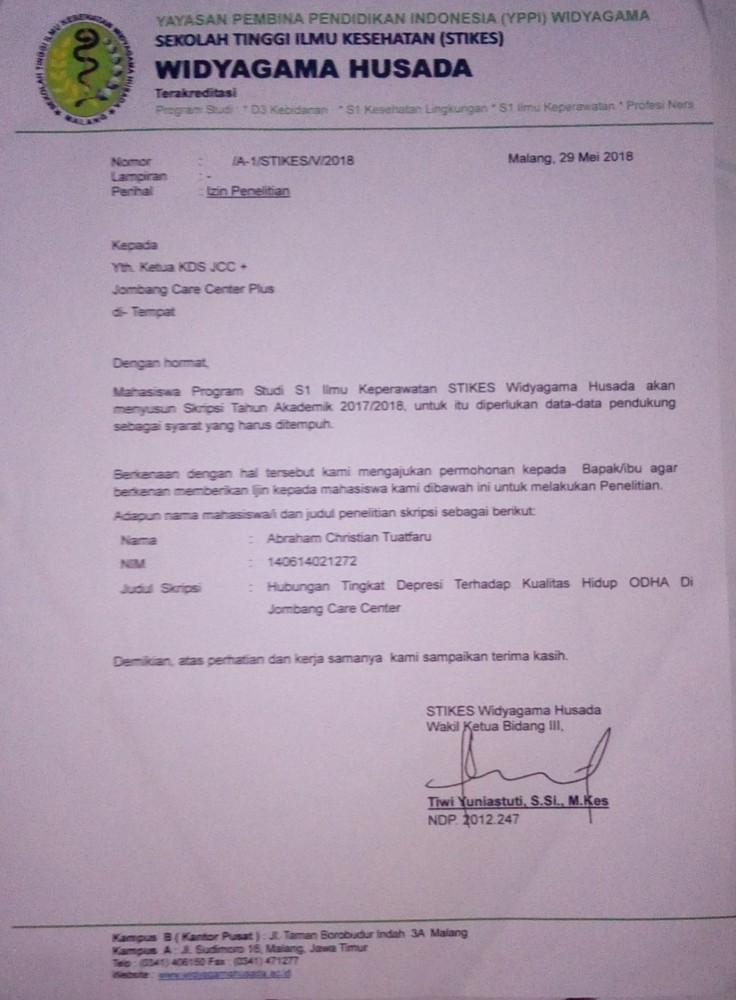 YAYASAN PEMBINA PENDIDIKAN INDONESIA (YPPI) WIDYAGAMA
SEKOLAH TINGGI ILMU KESEHATAN (STIKES)
WIDYAGAMA HUSADA
Terakreditasi
Program Studi : * D3 Kebidanan * S1 Kesehatan Lingkungan * S1 Ilmu Keperawatan * Profesi Ners
SEKOLAH TINGGI ILMU KESEHATAN WIDYAGAMA HUSADA
MALANG
Nomor : /A-1/STIKES/V/2018 Malang, 29 Mei 2018
Lampiran : -
Perihal : Izin Penelitian
Kepada
Yth. Ketua KDS JCC +
Jombang Care Center Plus
di- Tempat
Dengan hormat,
Mahasiswa Program Studi S1 Ilmu Keperawatan STIKES Widyagama Husada akan
menyusun Skripsi Tahun Akademik 2017/2018, untuk itu diperlukan data-data pendukung
sebagai syarat yang harus ditempuh.
Berkenaan dengan hal tersebut kami mengajukan permohonan kepada Bapak/ibu agar
berkenan memberikan Ijin kepada mahasiswa kami dibawah ini untuk melakukan Penelitian.
Adapun nama mahasiswa/i dan judul penelitian skripsi sebagai berikut:
Nama : Abraham Christian Tuatfaru
NIM : 140614021272
Judul Skripsi : Hubungan Tingkat Depresi Terhadap Kualitas Hidup ODHA Di
Jombang Care Center
Demikian, atas perhatian dan kerja samanya kami sampaikan terima kasih.
STIKES Widyagama Husada
Wakil Ketua Bidang III,
Tiwi Yuniastuti, S.Si., M.Kes
NDP. 2012.247
Kampus B ( Kantor Pusat ) : Jl. Taman Borobudur Indah 3A Malang
Kampus A : Jl. Sudimoro 16, Malang, Jawa Timur
Telp : (0341) 406150 Fax : (0341) 471277
Website : www.widyagamahusada.ac.id